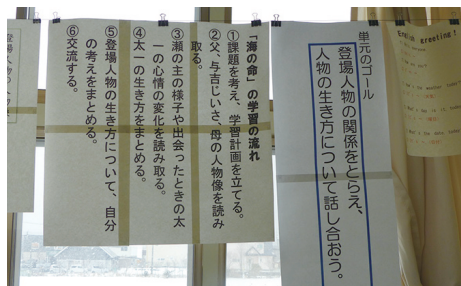 English greeting!
単元のゴール
登場人物の関係をとらえ、
人物の生き方について話し合おう。
「海の命」の学習の流れ
①課題を考え、学習計画を立てる。
②父、与吉じいさ、母の人物像を読み
取る。
③瀬の主の様子や出会ったときの太
一の心情の変化を読み取る。
④太一の生き方をまとめる。
⑤登場人物の生き方について、自分
の考えをまとめる。
⑥交流する。